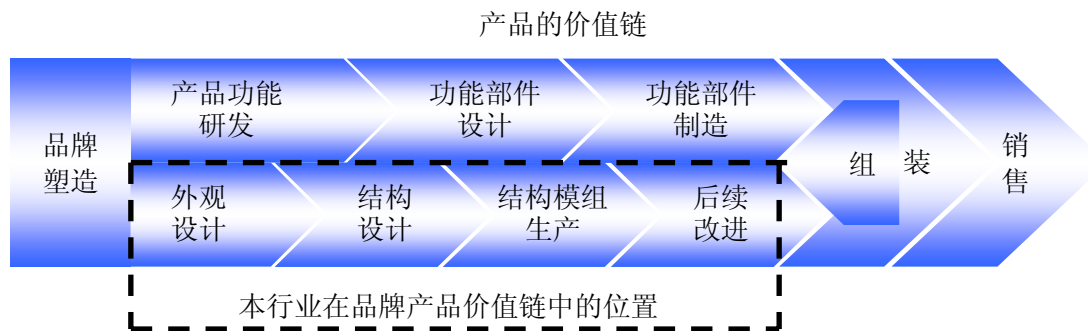 产品的价值链
品牌
塑造
产品功能
研发
功能部件
设计
功能部件
制造
外观
设计
结构
设计
结构模组
生产
后续
改进
组 装
销
售
本行业在品牌产品价值链中的位置